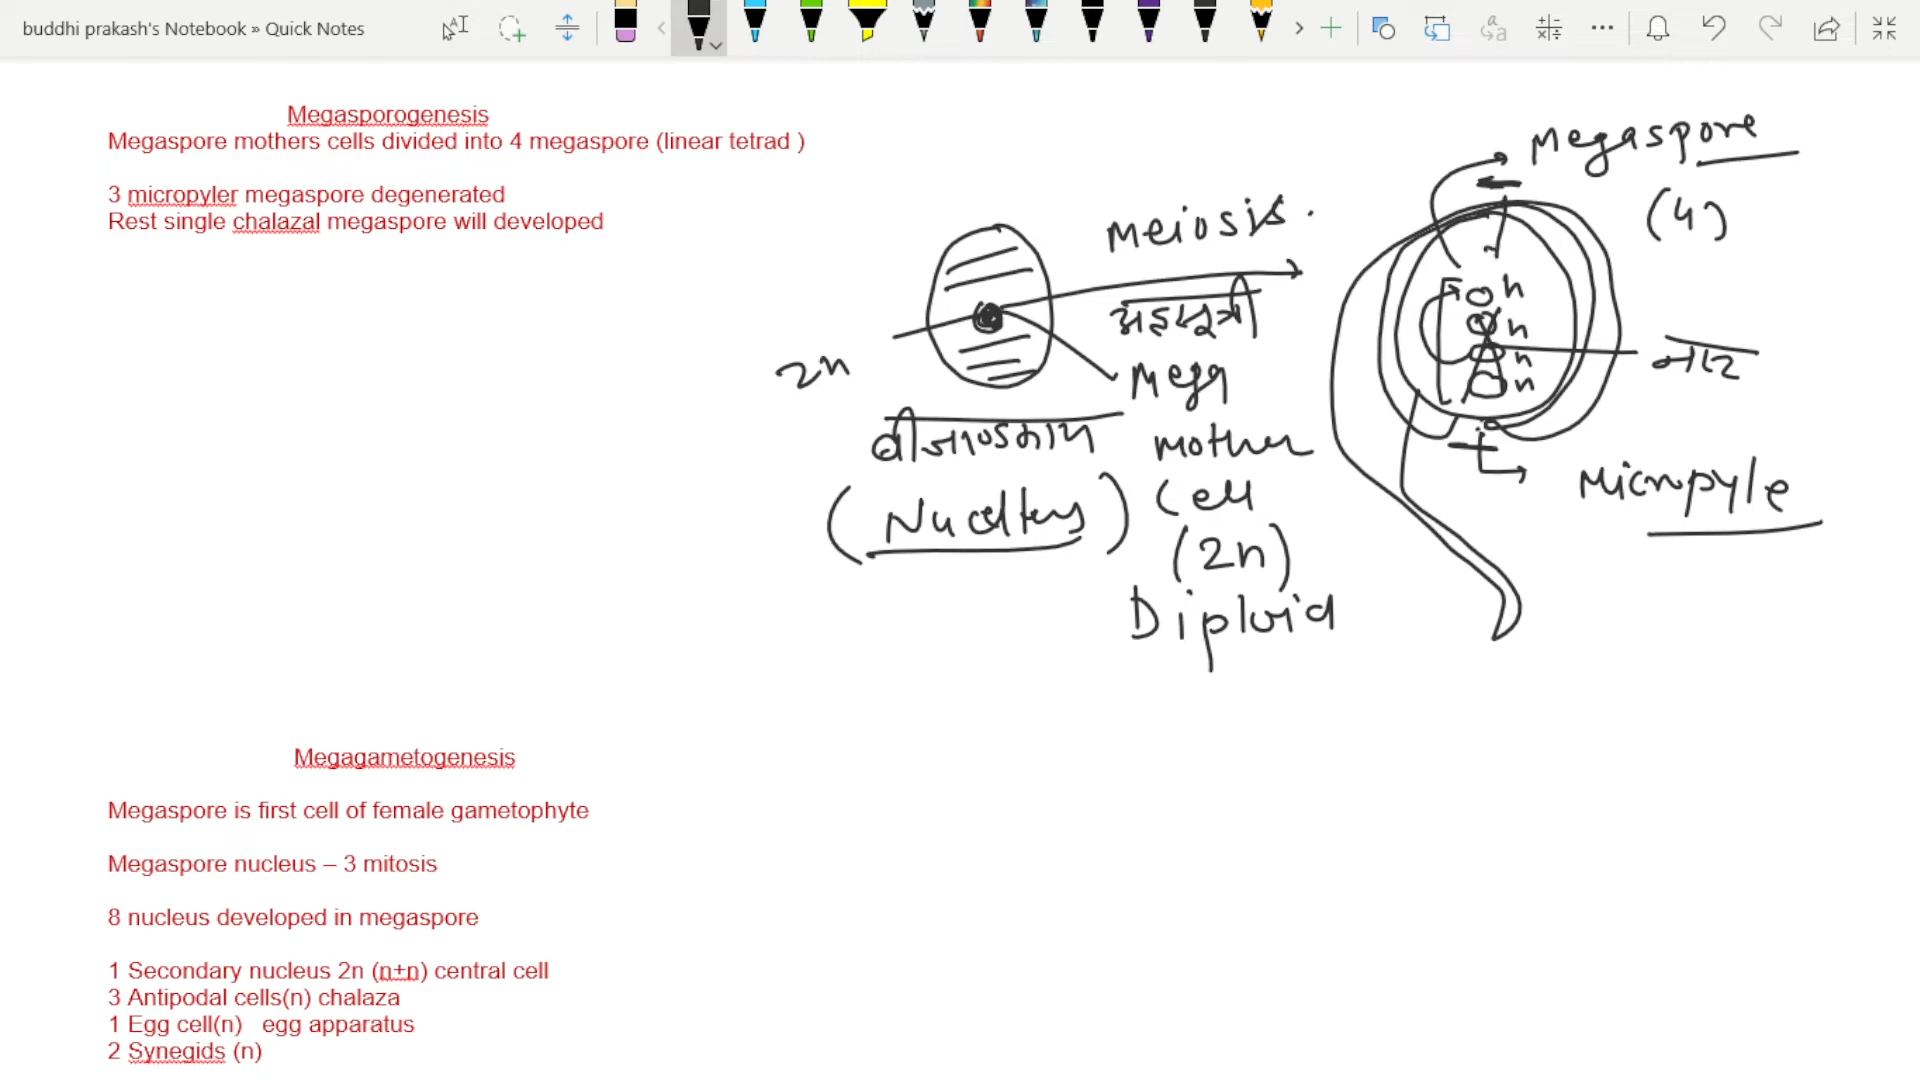 buddhi prakash's Notebook » Quick Notes
Megasporogenesis
Megaspore mothers cells divided into 4 megaspore (linear tetrad )
3 micropyler megaspore degenerated
Rest single chalazal megaspore will developed
Megaspore
(4)
Meiosis.
n
n
n
n
2n
Mega
mother
cell
(2n)
Diploid
बीजाण्डकाय
(Nucellus)
Micropyle
Megagametogenesis
Megaspore is first cell of female gametophyte
Megaspore nucleus – 3 mitosis
8 nucleus developed in megaspore
1 Secondary nucleus 2n (n+n) central cell
3 Antipodal cells(n) chalaza
1 Egg cell(n) egg apparatus
2 Synegids (n)